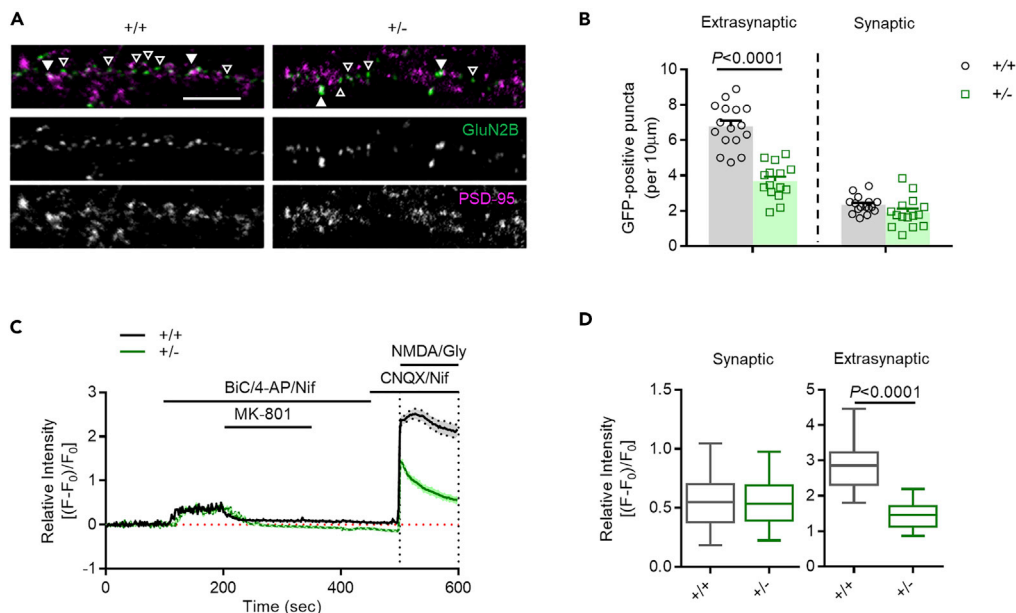 A
+/+
+/-
GluN2B
PSD-95
B
Extrasynaptic
Synaptic
P<0.0001
+/+
+/-
GFP-positive puncta
(per 10µm)
10
8
6
4
2
0
C
+/+
+/-
NMDA/Gly
CNQX/Nif
BiC/4-AP/Nif
MK-801
Relative Intensity
[(F-F0)/F0]
3
2
1
0
-1
0
200
400
600
Time (sec)
D
Synaptic
Extrasynaptic
P<0.0001
Relative Intensity
[(F-F0)/F0]
1.5
1.0
0.5
0.0
5
4
3
2
1
0
+/+
+/-
+/+
+/-